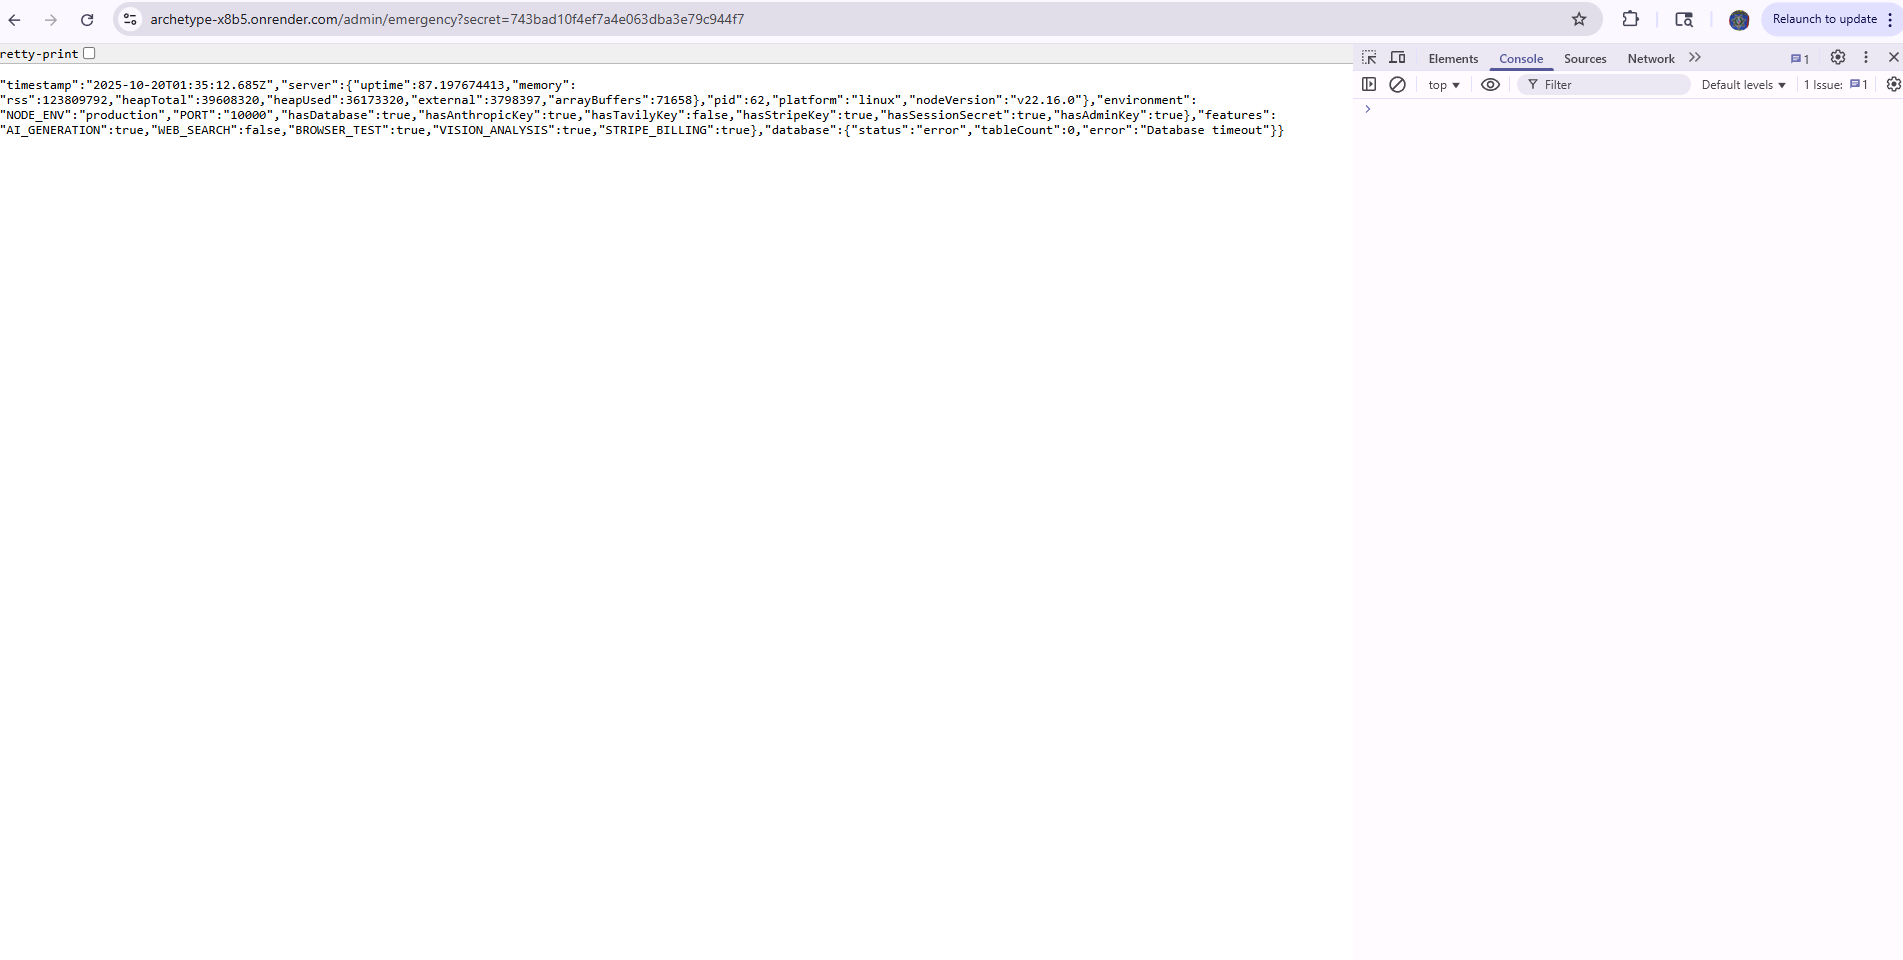 archetype-x8b5.onrender.com/admin/emergency?secret=743bad10f4ef7a4e063dba3e79c944f7
Relaunch to update
retty-print
"timestamp":"2025-10-20T01:35:12.685Z","server":{"uptime":87.197674413,"memory":
"rss":123809792,"heapTotal":39608320,"heapUsed":36173320,"external":3798397,"arrayBuffers":71658},"pid":62,"platform":"linux","nodeVersion":"v22.16.0"},"environment":
"NODE_ENV":"production","PORT":"10000","hasDatabase":true,"hasAnthropicKey":true,"hasTavilyKey":false,"hasStripeKey":true,"hasSessionSecret":true,"hasAdminKey":true},"features":
"AI_GENERATION":true,"WEB_SEARCH":false,"BROWSER_TEST":true,"VISION_ANALYSIS":true,"STRIPE_BILLING":true},"database":{"status":"error","tableCount":0,"error":"Database timeout"}}
Elements Console Sources Network 1
top Filter Default levels 1 Issue: 1